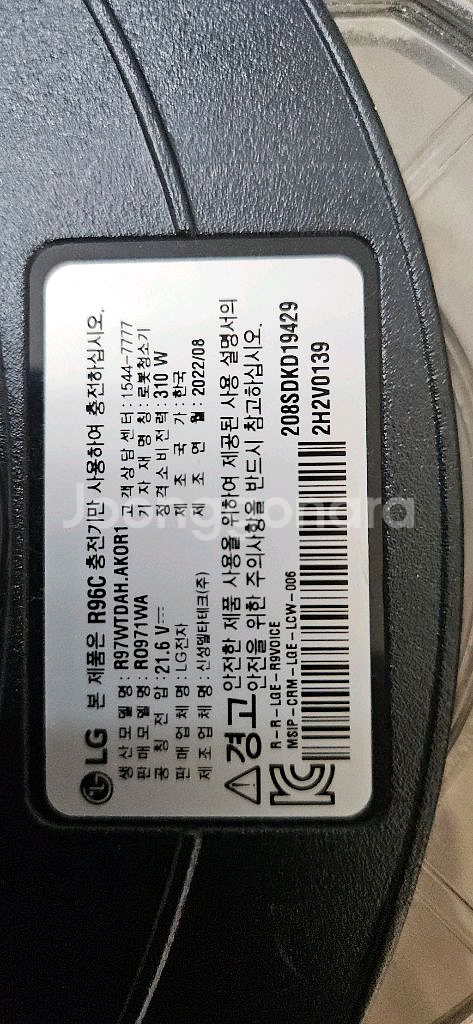 LG 본 제품은 R96C 충전기만 사용하여 충전하십시오.
생산모델명 : R97WTDAH.AKOR1 고객상담센터 : 1544-7777
판매모델명 : RO971WA 기자재명칭 : 로봇청소기
공칭전압 : 21.6 V 정격소비전력 : 310 W
판매업체명 : LG전자 제조국가 : 한국
제조업체명 : 신성델타테크(주) 제조연월 : 2022/08
경고 안전한 제품 사용을 위하여 제공된 사용 설명서의
안전을 위한 주의사항을 반드시 참고하십시오.
R-R-LGE-R9VOICE
MSIP-CRM-LGE-LCW-006
208SDKD19429
2H2V0139
Joongonara